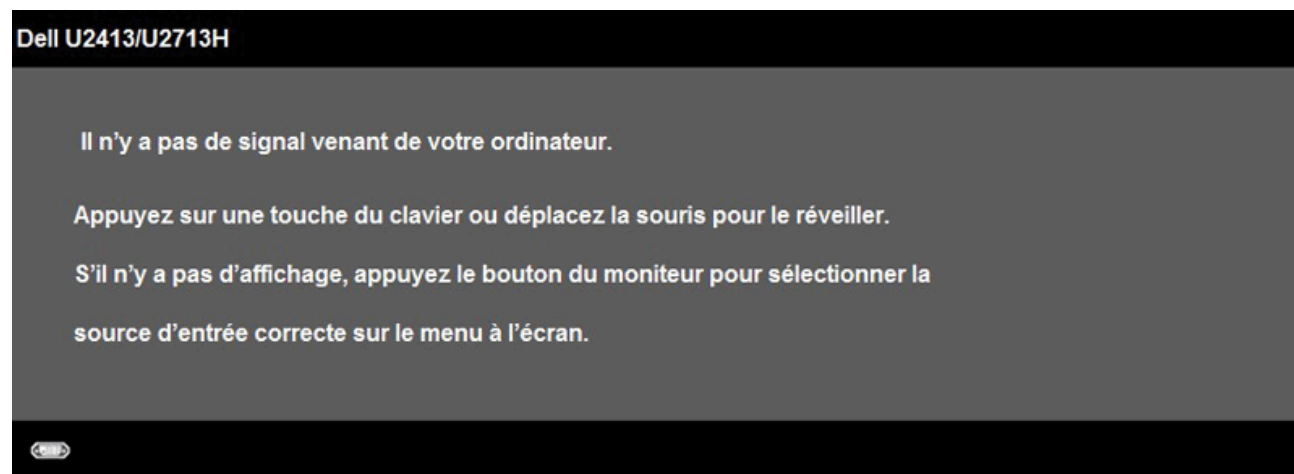 Dell U2413/U2713H
Il n’y a pas de signal venant de votre ordinateur.
Appuyez sur une touche du clavier ou déplacez la souris pour le réveiller.
S’il n’y a pas d’affichage, appuyez le bouton du moniteur pour sélectionner la
source d’entrée correcte sur le menu à l’écran.